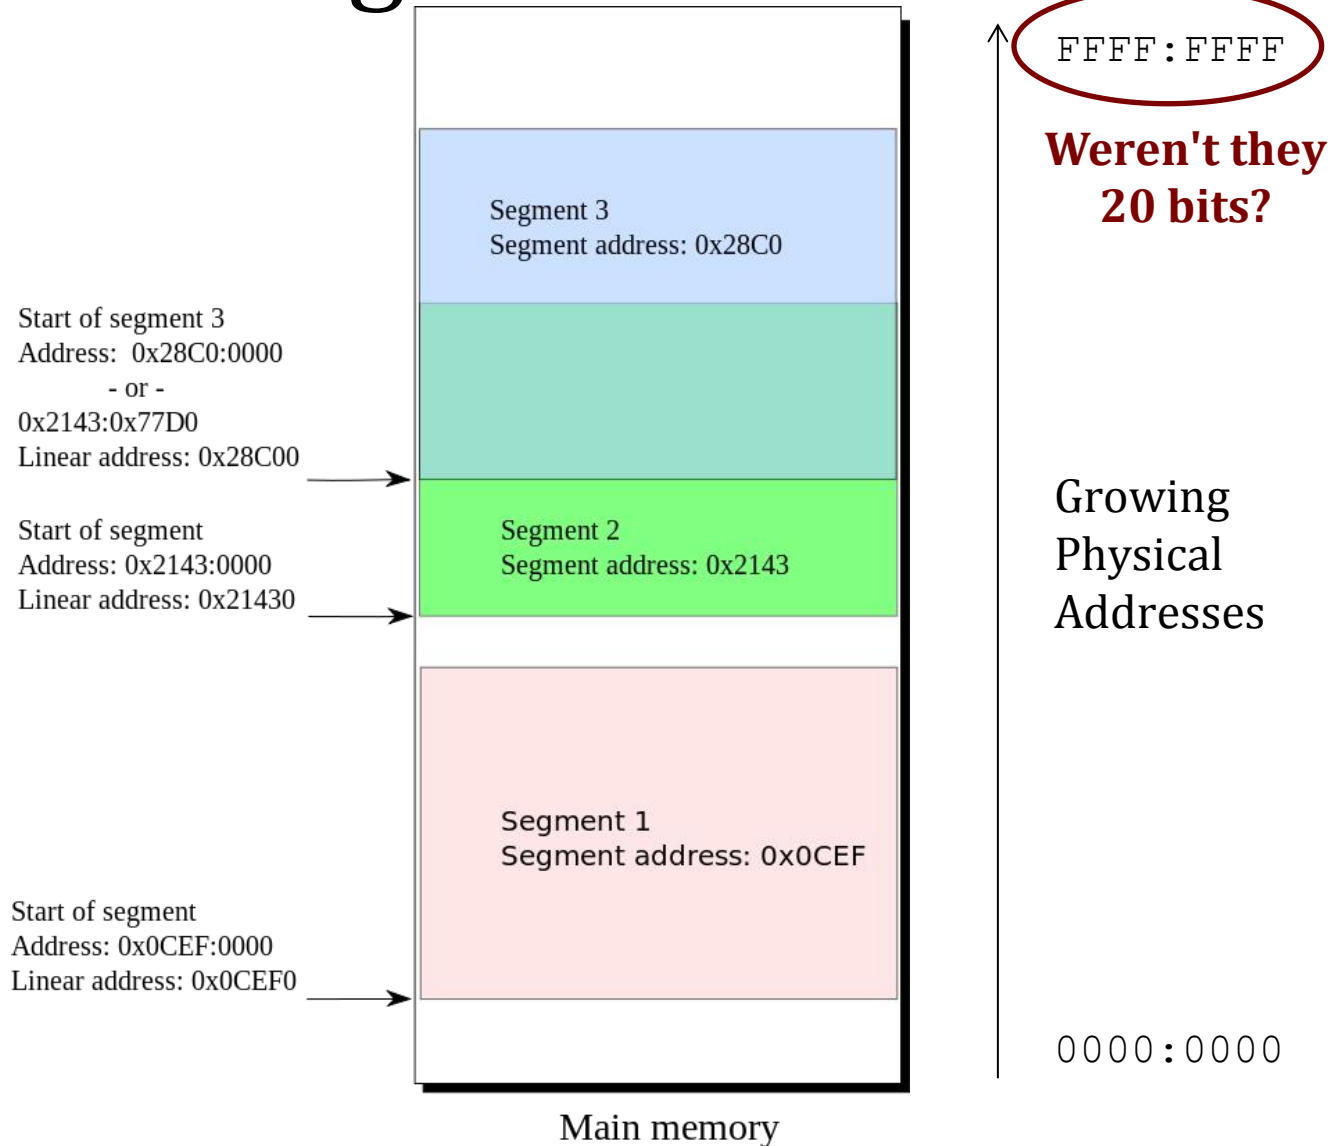 g
FFFF:FFFF
Weren't they
20 bits?
Segment 3
Segment address: 0x28C0
Start of segment 3
Address: 0x28C0:0000
- or -
0x2143:0x77D0
Linear address: 0x28C00
Growing
Physical
Addresses
Start of segment
Address: 0x2143:0000
Linear address: 0x21430
Segment 2
Segment address: 0x2143
Segment 1
Segment address: 0x0CEF
Start of segment
Address: 0x0CEF:0000
Linear address: 0x0CEF0
0000:0000
Main memory